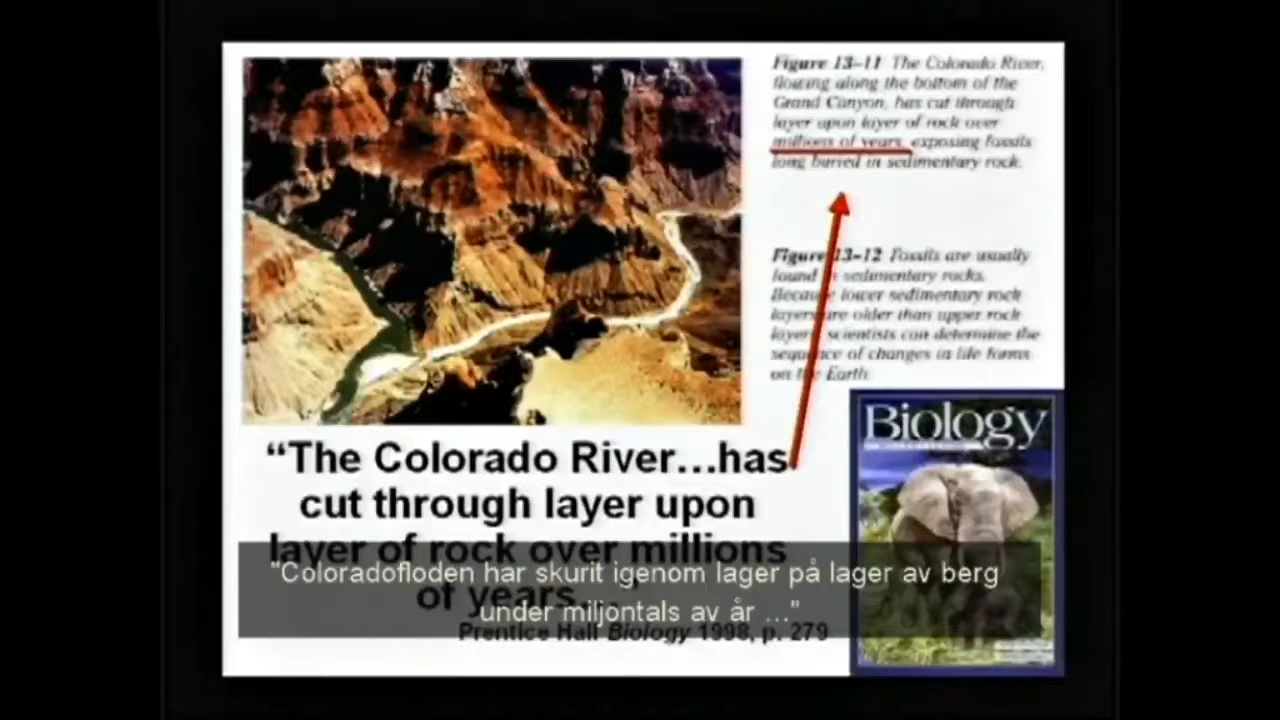 Figure 13–11 The Colorado River,
flowing along the bottom of the
Grand Canyon, has cut through
layer upon layer of rock over
millions of years, exposing fossils
long buried in sedimentary rock.
Figure 13–12 Fossils are usually
found in sedimentary rocks.
Because lower sedimentary rock
layers are older than upper rock
layers, scientists can determine the
sequence of changes in life forms
on the Earth.
Biology
“The Colorado River...has
cut through layer upon
layer of rock over millions
of years...
"Coloradofloden har skurit igenom lager på lager av berg
under miljontals av år ..."
Prentice Hall Biology 1998, p. 279